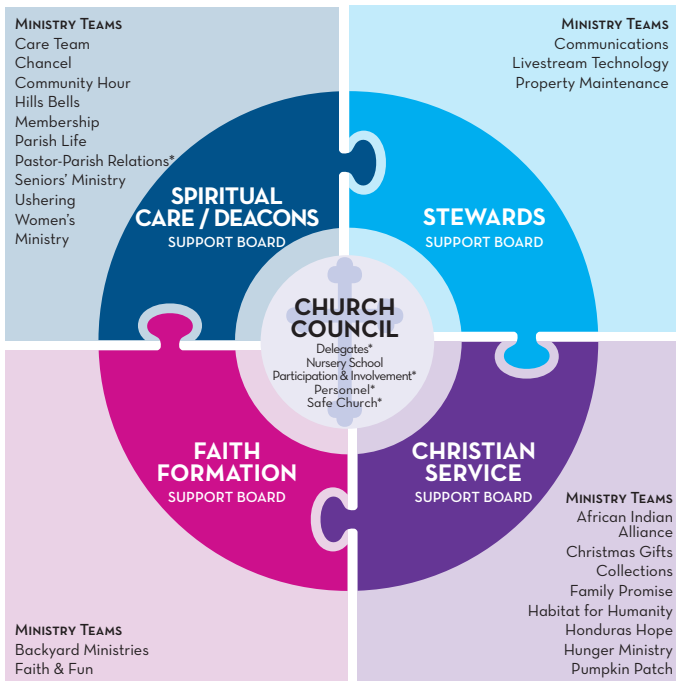 MINISTRY TEAMS
Care Team
Chancel
Community Hour
Hills Bells
Membership
Parish Life
Pastor-Parish Relations*
Seniors' Ministry
Ushering
Women's
Ministry
SPIRITUAL
CARE / DEACONS
SUPPORT BOARD
MINISTRY TEAMS
Communications
Livestream Technology
Property Maintenance
STEWARDS
SUPPORT BOARD
CHURCH
COUNCIL
Delegates*
Nursery School
Participation & Involvement*
Personnel*
Safe Church*
FAITH
FORMATION
SUPPORT BOARD
MINISTRY TEAMS
Backyard Ministries
Faith & Fun
CHRISTIAN
SERVICE
SUPPORT BOARD
MINISTRY TEAMS
African Indian
Alliance
Christmas Gifts
Collections
Family Promise
Habitat for Humanity
Honduras Hope
Hunger Ministry
Pumpkin Patch